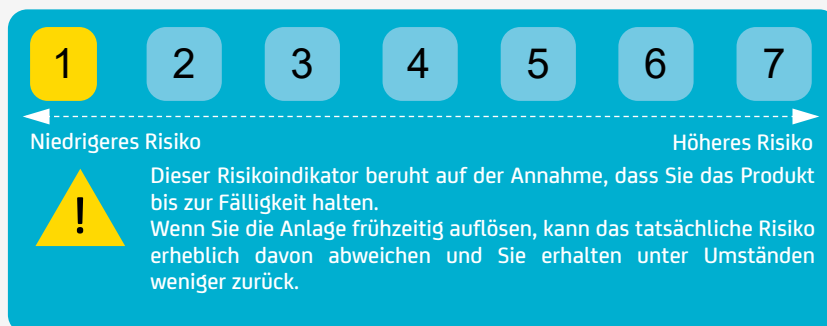 1 2 3 4 5 6 7
Niedrigeres Risiko Höheres Risiko
! Dieser Risikoindikator beruht auf der Annahme, dass Sie das Produkt
bis zur Fälligkeit halten.
Wenn Sie die Anlage frühzeitig auflösen, kann das tatsächliche Risiko
erheblich davon abweichen und Sie erhalten unter Umständen
weniger zurück.